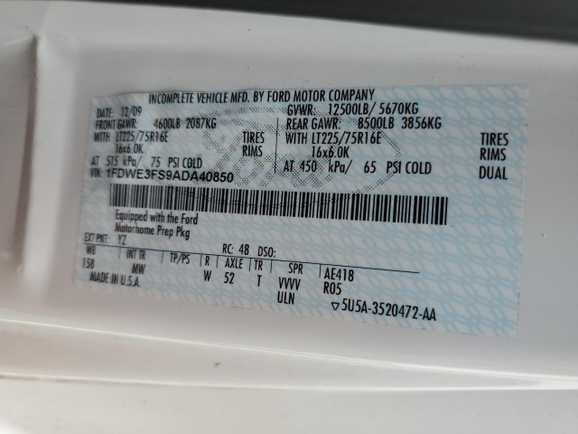 INCOMPLETE VEHICLE MFD. BY FORD MOTOR COMPANY
DATE: 12/09 GVWR: 12500LB/ 5670KG
FRONT GAWR: 4600LB 2087KG REAR GAWR: 8500LB 3856KG
WITH LT225/75R16E TIRES WITH LT225/75R16E TIRES
16x6.0K RIMS 16x6.0K RIMS
AT 515 kPa/ 75 PSI COLD AT 450 kPa/ 65 PSI COLD DUAL
VIN: 1FDWE3FS9ADA40850
Equipped with the Ford
Motorhome Prep Pkg
EXT PNT: YZ RC: 48 DSO:
WB INT TR TP/PS R AXLE TR SPR AE418
158 MW W 52 T VVVV R05
MADE IN U.S.A. ULN ▽5U5A-3520472-AA